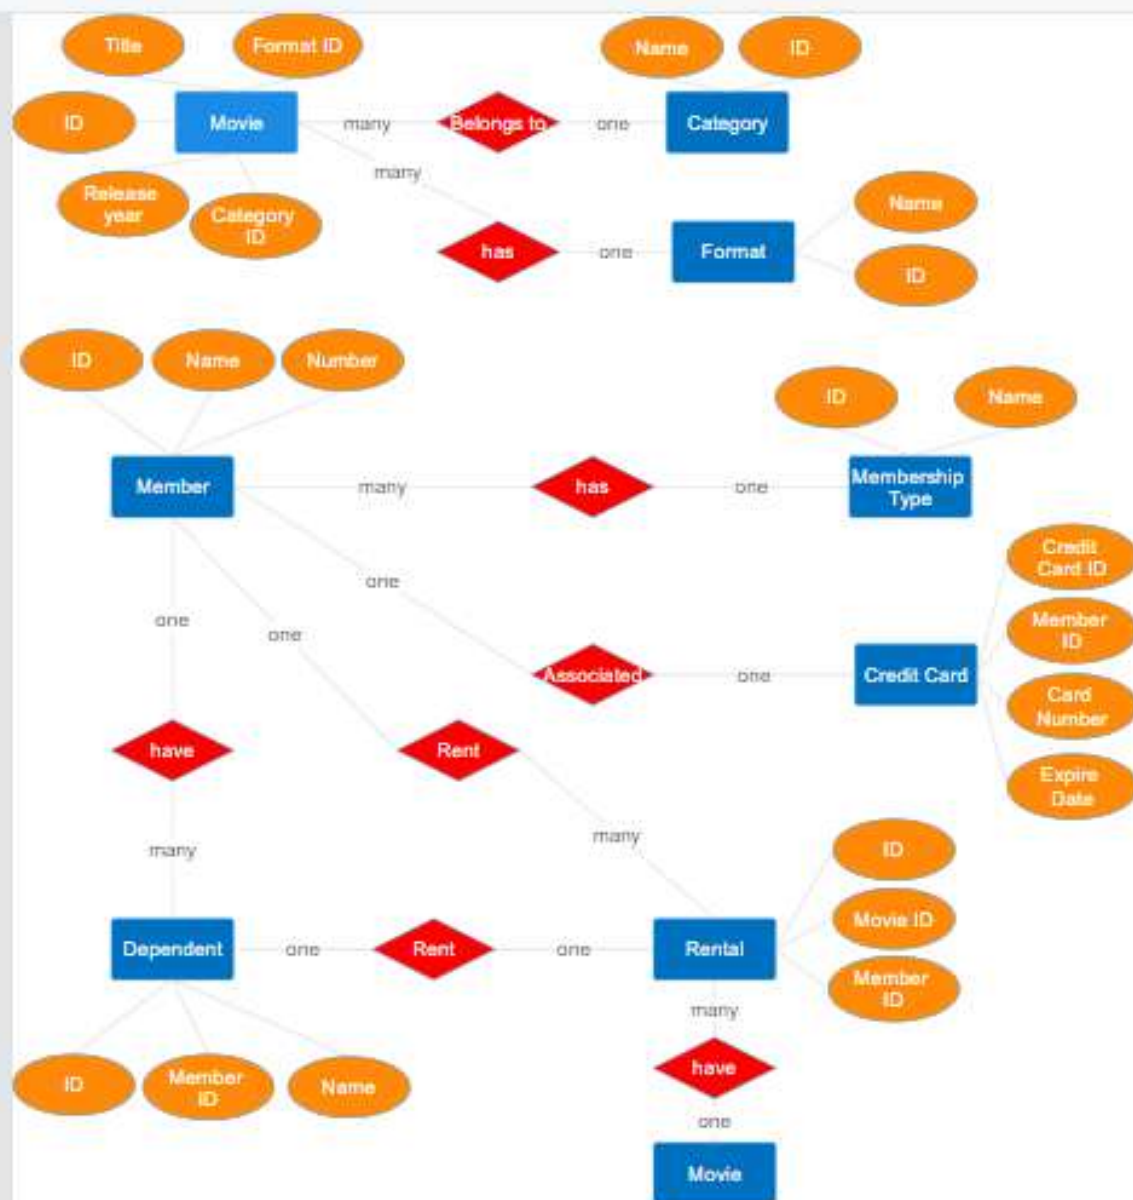 Title
Format ID
Name
ID
ID
Movie
many
Belongs to
one
Category
many
Release
year
Category
ID
Name
has
one
Format
ID
ID
Name
Number
ID
Name
Member
many
has
one
Membership
Type
Credit
Card ID
one
one
one
Member
ID
Associated
one
Credit Card
Card
Number
have
Rent
Expire
Date
many
many
ID
Movie ID
Dependent
one
Rent
one
Rental
Member
ID
many
have
ID
Member
ID
Name
one
Movie